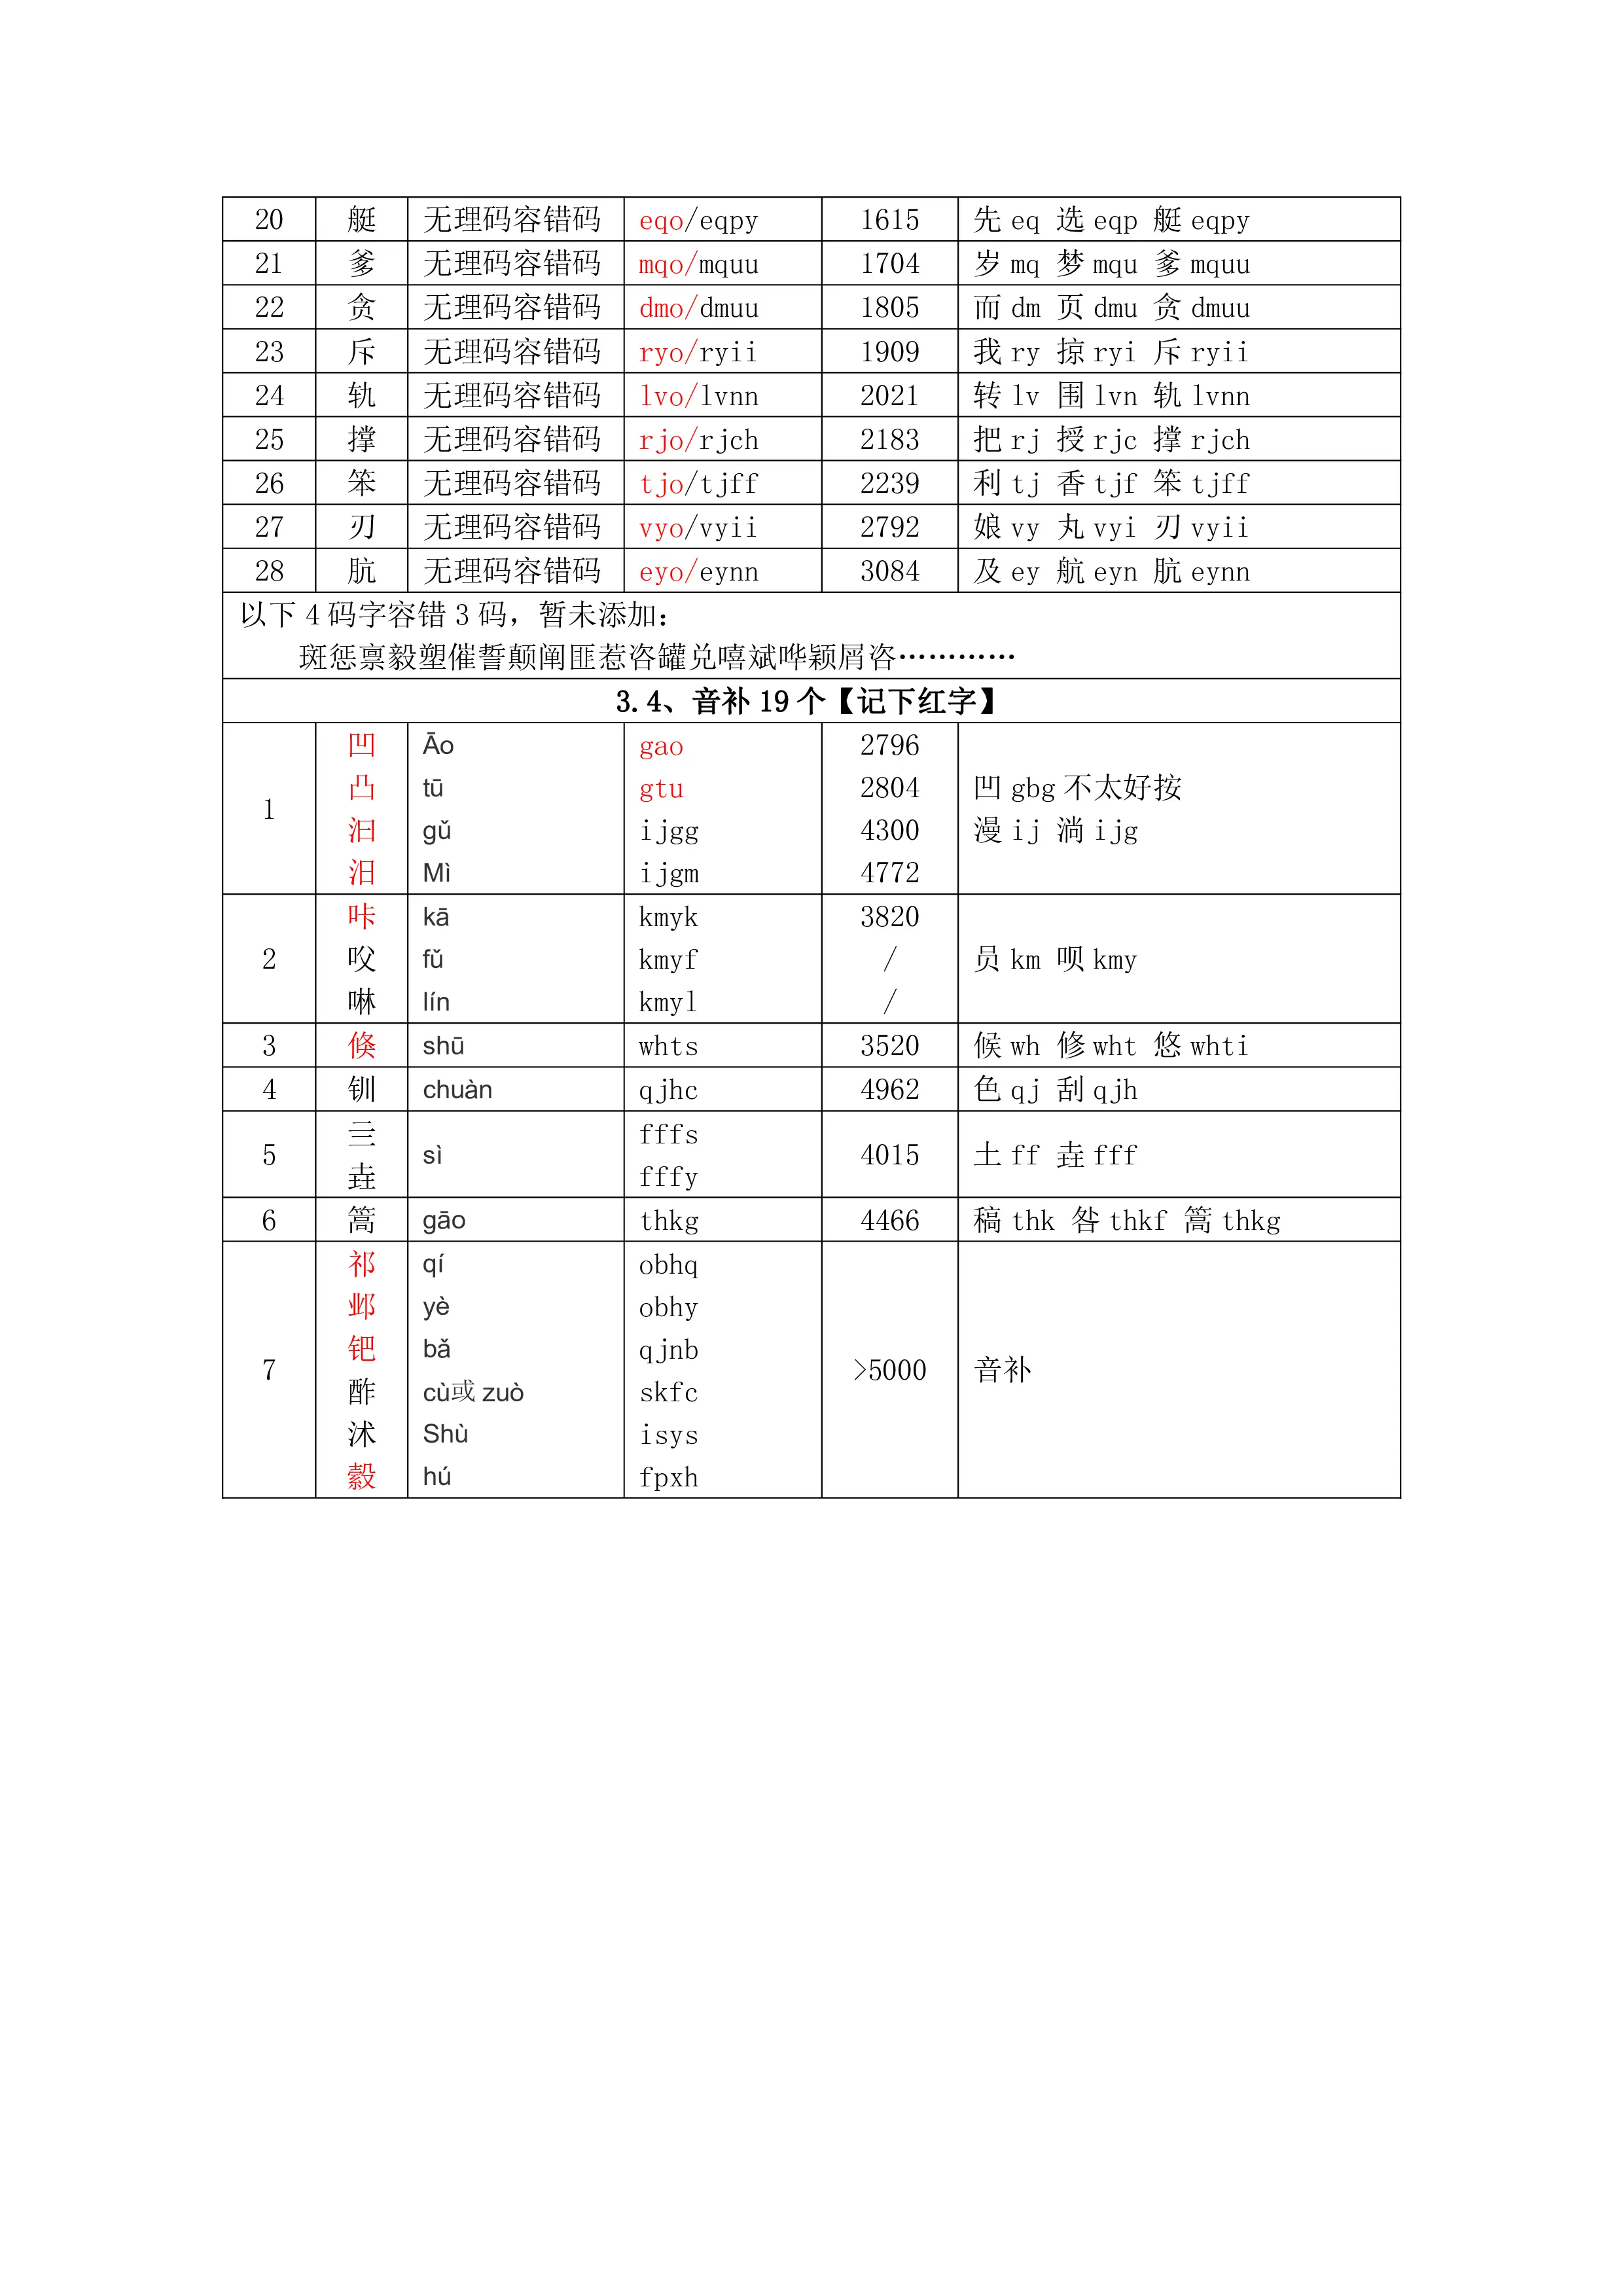 20 艇 无理码容错码 eqo/eqpy 1615 先 eq 选 eqp 艇 eqpy
21 爹 无理码容错码 mqo/mquu 1704 岁 mq 梦 mqu 爹 mquu
22 贪 无理码容错码 dmo/dmuu 1805 而 dm 页 dmu 贪 dmuu
23 斥 无理码容错码 ryo/ryii 1909 我 ry 掠 ryi 斥 ryii
24 轨 无理码容错码 lvo/lvnn 2021 转 lv 围 lvn 轨 lvnn
25 撑 无理码容错码 rjo/rjch 2183 把 rj 授 rjc 撑 rjch
26 笨 无理码容错码 tjo/tjff 2239 利 tj 香 tjf 笨 tjff
27 刃 无理码容错码 vyo/vyii 2792 娘 vy 丸 vyi 刃 vyii
28 肮 无理码容错码 eyo/eynn 3084 及 ey 航 eyn 肮 eynn
以下 4 码字容错 3 码，暂未添加：
斑惩禀毅塑催誓颠闸匪惹咨罐兑嘻斌哗颖屑咨…………
3.4、音补 19 个【记下红字】
1
凹 Āo gao 2796
凸 tū gtu 2804 凹 gbg 不太好按
汩 gǔ ijgg 4300 漫 ij 淌 ijg
汨 Mì ijgm 4772
2
咔 kā kmyk 3820
㕮 fǔ kmyf / 员 km 呗 kmy
啉 lín kmyl /
3 倏 shū whts 3520 候 wh 修 wht 悠 whti
4 钏 chuàn qjhc 4962 色 qj 刮 qjh
5
亖 sì fffs 4015 土 ff 垚 fff
垚 fffy
6 篙 gāo thkg 4466 稿 thk 咎 thkf 篙 thkg
7
祁 qí obhq
邺 yè obhy
钯 bǎ qjnb >5000 音补
酢 cù或 zuò skfc
沭 Shù isys
縠 hú fpxh